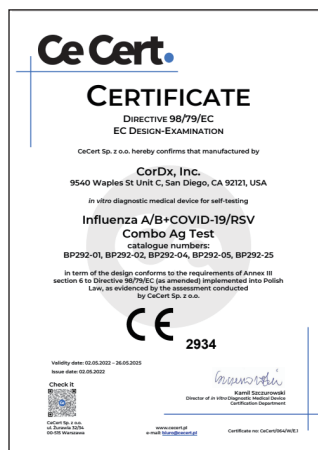 Ce Cert.
CERTIFICATE
DIRECTIVE 98/79/EC
EC DESIGN-EXAMINATION
CeCert Sp. z o.o. hereby confirms that manufactured by
CorDx, Inc.
9540 Waples St Unit C, San Diego, CA 92121, USA
in vitro diagnostic medical device for self-testing
Influenza A/B+COVID-19/RSV
Combo Ag Test
catalogue numbers:
BP292-01, BP292-02, BP292-04, BP292-05, BP292-25
in term of the design conforms to the requirements of Annex III
section 6 to Directive 98/79/EC (as amended) implemented into Polish
Law, as evidenced by the assessment conducted
by CeCert Sp. z o.o.
CE 2934
Validity date: 02.05.2022 – 26.05.2025
Issue date: 02.05.2022
Check it
Kamil Szczurowski
Director of in Vitro Diagnostic Medical Device
Certification Department
CeCert Sp. z o.o.
ul. Żurawia 32/34
00-515 Warszawa
www.cecert.pl
e-mail: biuro@cecert.pl
Certificate no: CeCert/054/W/E.1